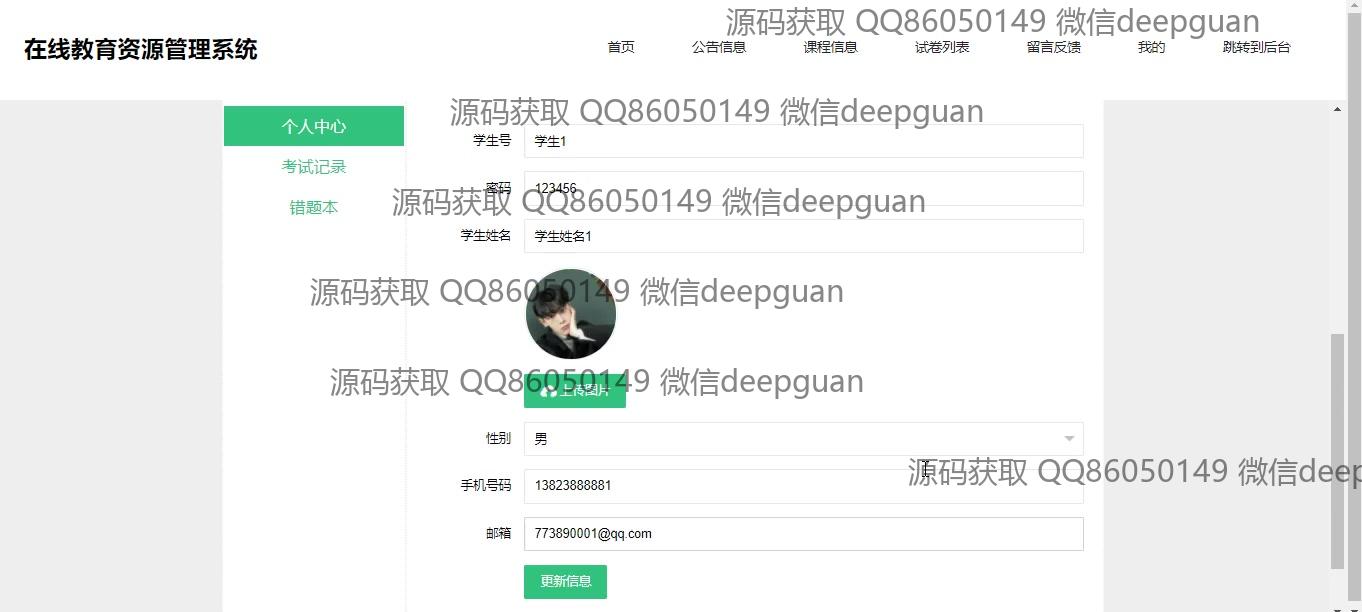 源码获取 QQ86050149 微信deepguan
在线教育资源管理系统
首页 公告信息 课程信息 试卷列表 留言反馈 我的 跳转到后台
源码获取 QQ86050149 微信deepguan
个人中心
学生号 学生1
考试记录
密码 123456
源码获取 QQ86050149 微信deepguan
错题本
学生姓名 学生姓名1
源码获取 QQ86050149 微信deepguan
源码获取 QQ86050149 微信deepguan
上传图片
性别 男
源码获取 QQ86050149 微信deep
手机号码 13823888881
邮箱 773890001@qq.com
更新信息